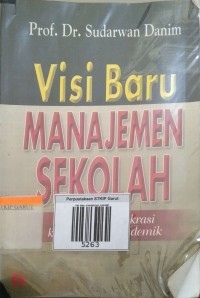 Prof. Dr. Sudarwan Danim
Visi Baru
MANAJEMEN
SEKOLAH
Perpustakaan STKIP Garut
5263